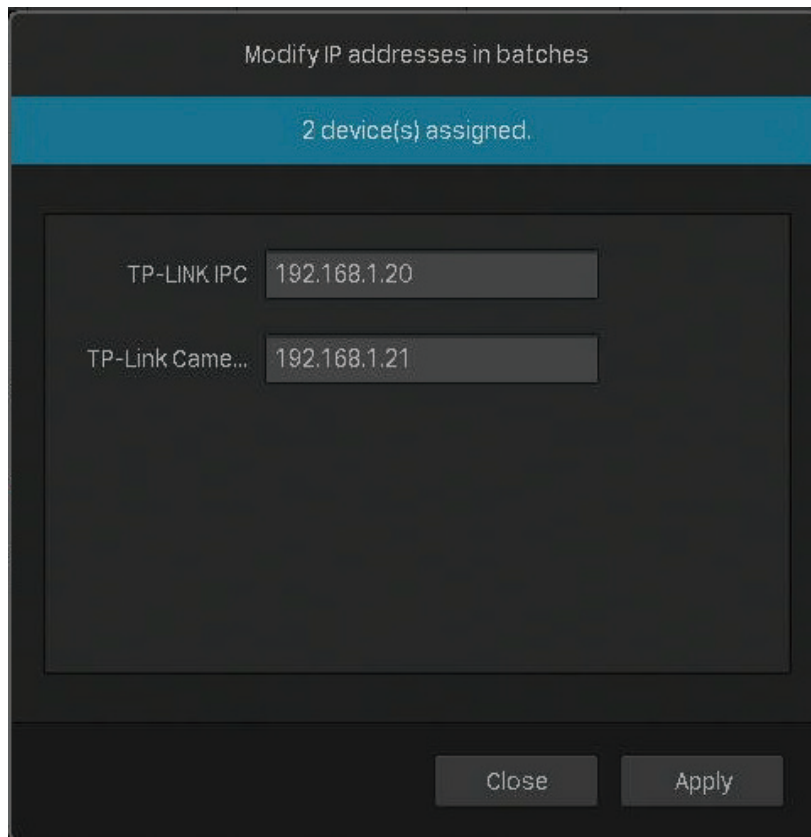 Modify IP addresses in batches
2 device(s) assigned.
TP-LINK IPC 192.168.1.20
TP-Link Came... 192.168.1.21
Close Apply